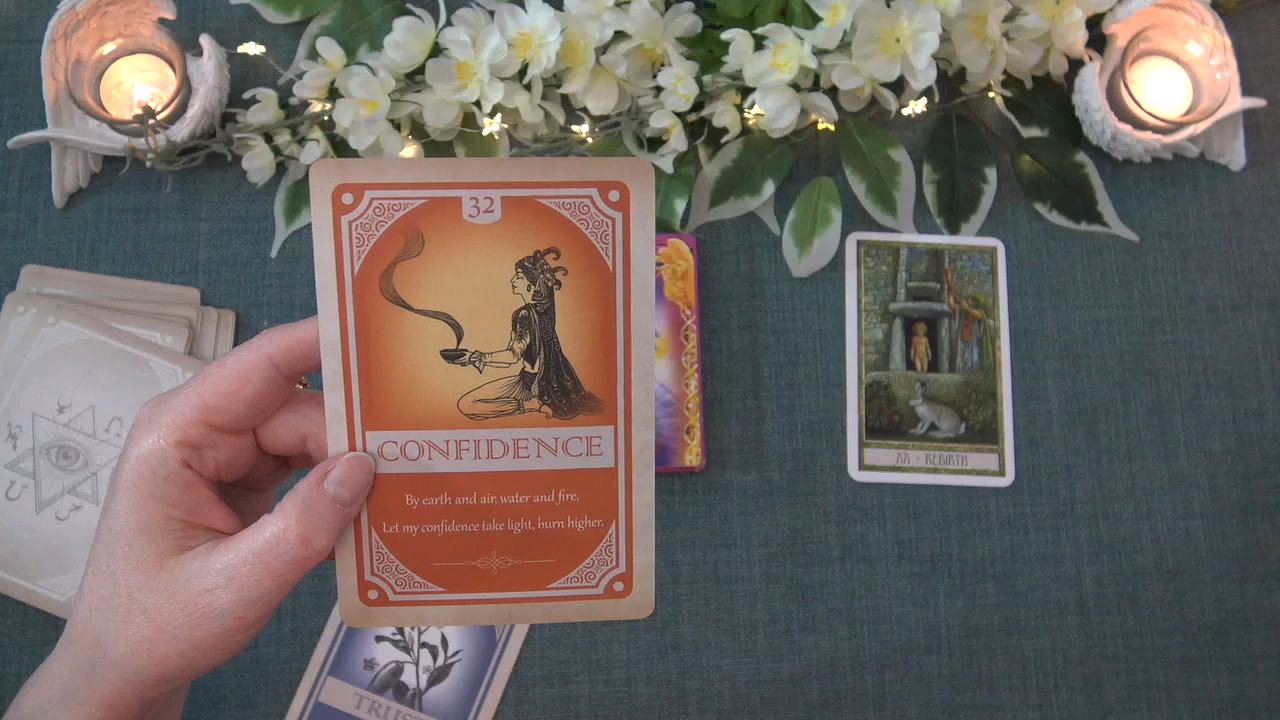 32
CONFIDENCE
By earth and air, water and fire,
Let my confidence take light, burn higher.
XX • REBIRTH
TRUST